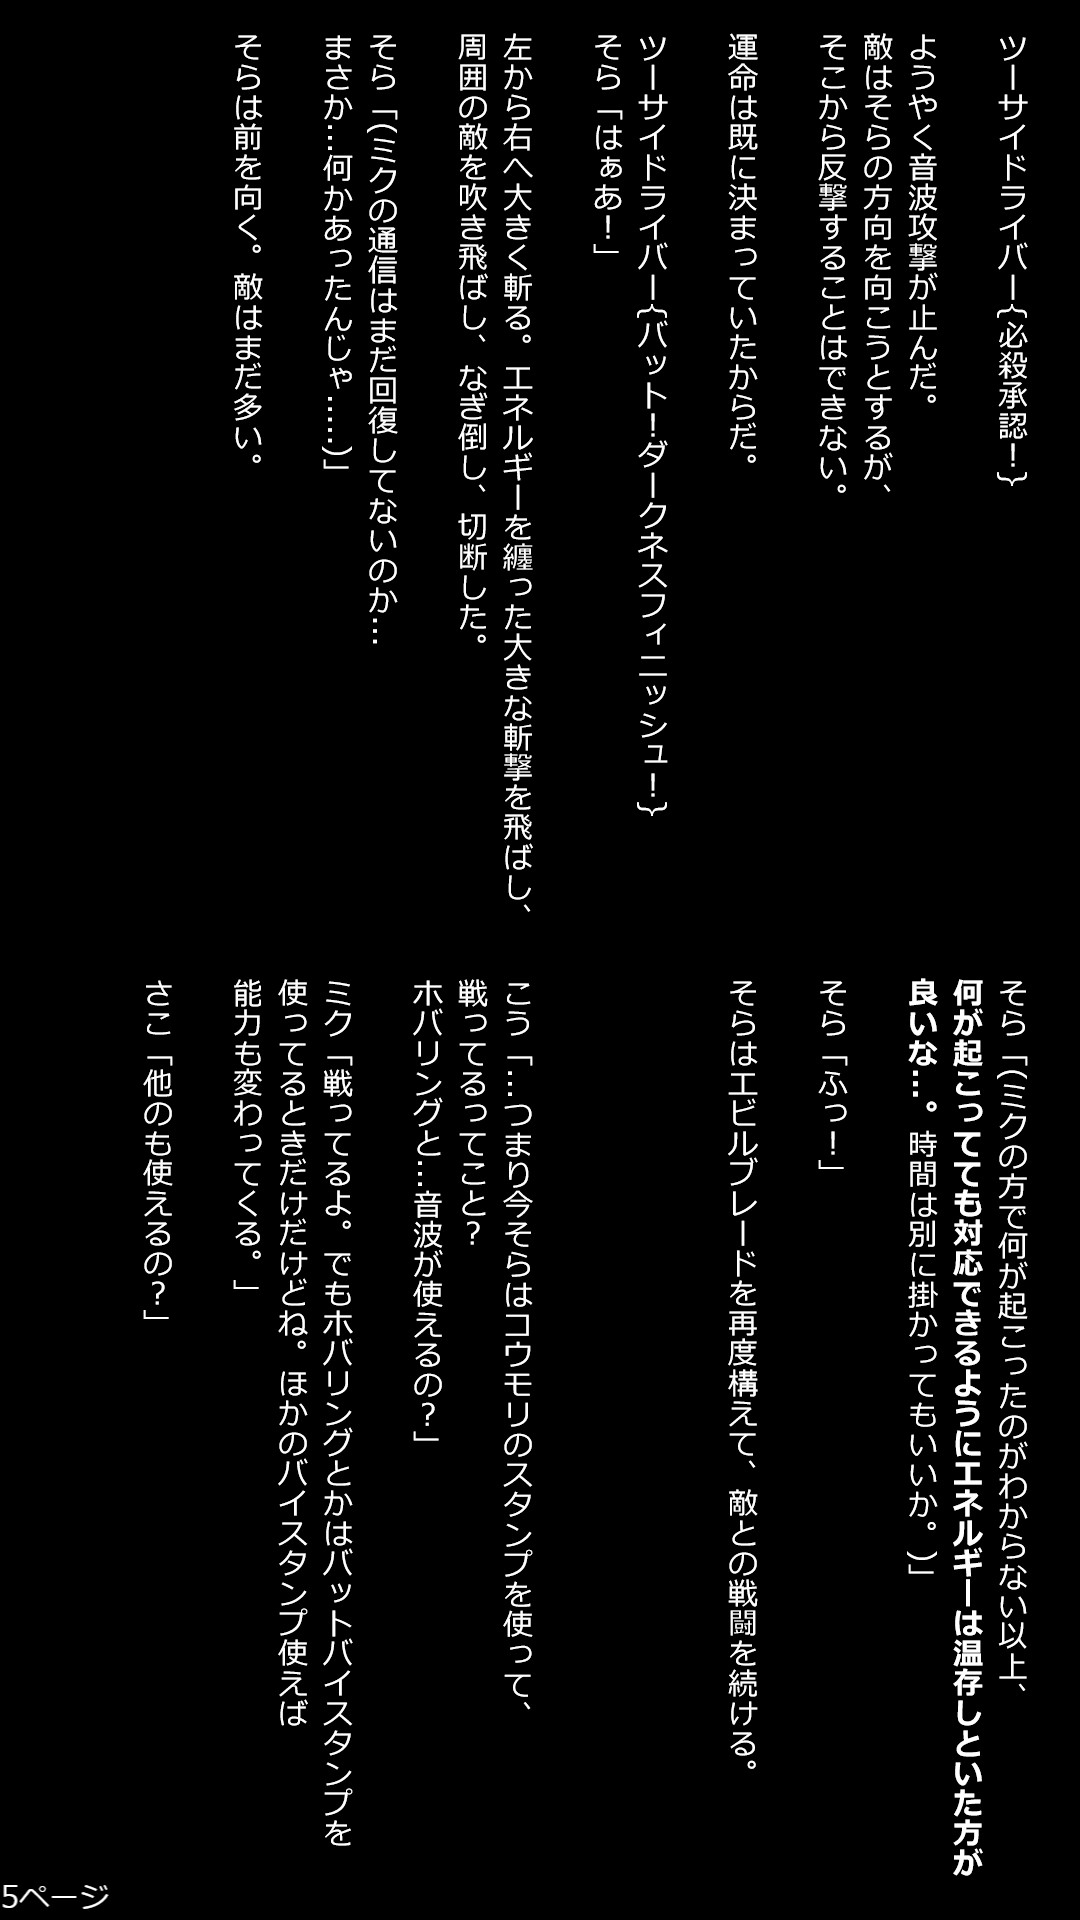 ツーサイドライバー{必殺承認！}
ようやく音波攻撃が止んだ。
敵はそらの方向を向こうとするが、
そこから反撃することはできない。
運命は既に決まっていたからだ。
ツーサイドライバー{バット！ダークネスフィニッシュ！}
そら「はぁあ！」
左から右へ大きく斬る。エネルギーを纏った大きな斬撃を飛ばし、
周囲の敵を吹き飛ばし、なぎ倒し、切断した。
そら「(ミクの通信はまだ回復してないのか…
まさか…何かあったんじゃ……)」
そらは前を向く。敵はまだ多い。
そら「(ミクの方で何が起こったのがわからない以上、
何が起こってても対応できるようにエネルギーは温存しといた方が
良いな…。時間は別に掛かってもいいか。)」
そら「ふっ！」
そらはエビルブレードを再度構えて、敵との戦闘を続ける。
こう「…つまり今そらはコウモリのスタンプを使って、
戦ってるってこと？
ホバリングと…音波が使えるの？」
ミク「戦ってるよ。でもホバリングとかはバットバイスタンプを
使ってるときだけだけどね。ほかのバイスタンプ使えば
能力も変わってくる。」
さこ「他のも使えるの？」
5ページ